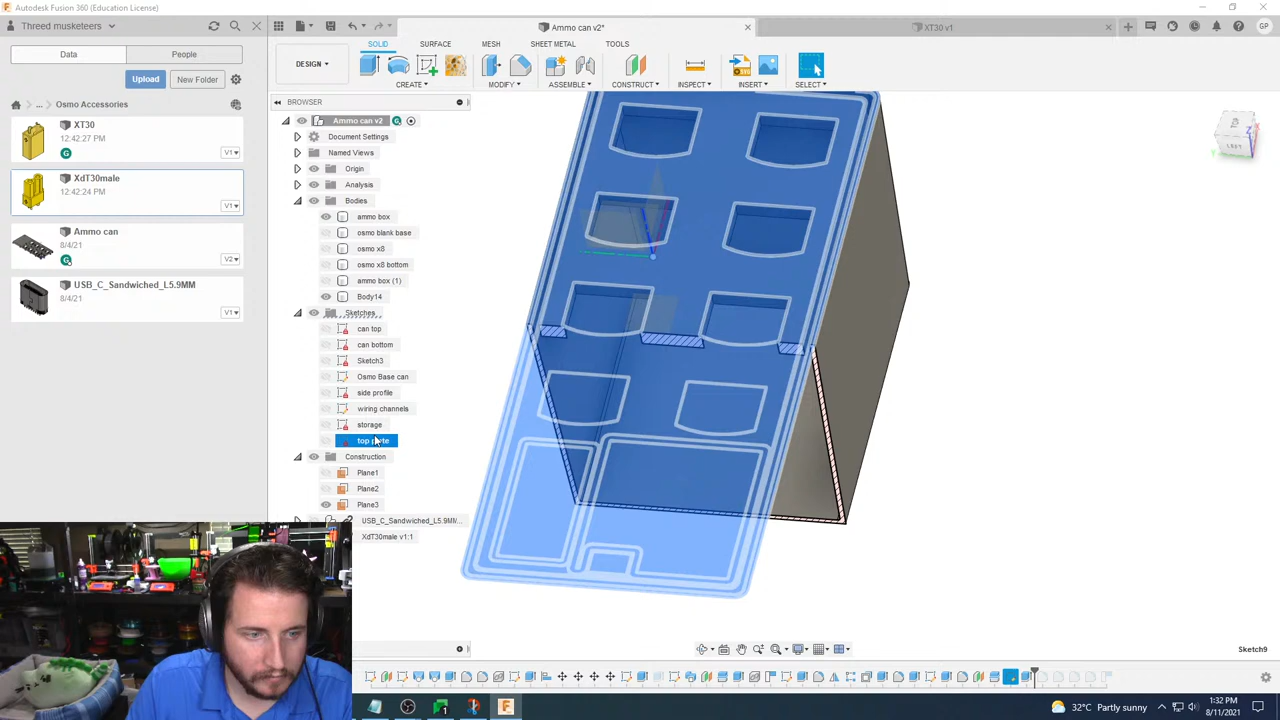 Autodesk Fusion 360 (Education License)
Threed musketeers
Ammo can v2*
XT30 v1
GP
Data
People
Upload
New Folder
... Osmo Accessories
XT30
12:42:27 PM
V1
XdT30male
12:42:24 PM
V1
Ammo can
8/4/21
V2
USB_C_Sandwiched_L5.9MM
8/4/21
V1
SOLID
SURFACE
MESH
SHEET METAL
TOOLS
DESIGN
CREATE
MODIFY
ASSEMBLE
CONSTRUCT
INSPECT
INSERT
SELECT
BROWSER
Ammo can v2
Document Settings
Named Views
Origin
Analysis
Bodies
ammo box
osmo blank base
osmo x8
osmo x8 bottom
ammo box (1)
Body14
Sketches
can top
can bottom
Sketch3
Osmo Base can
side profile
wiring channels
storage
Construction
Plane1
Plane2
Plane3
USB_C_Sandwiched_L5.9MM...
XdT30male v1:1
LEFT
Sketch9
32°C Partly sunny
1:32 PM
8/11/2021